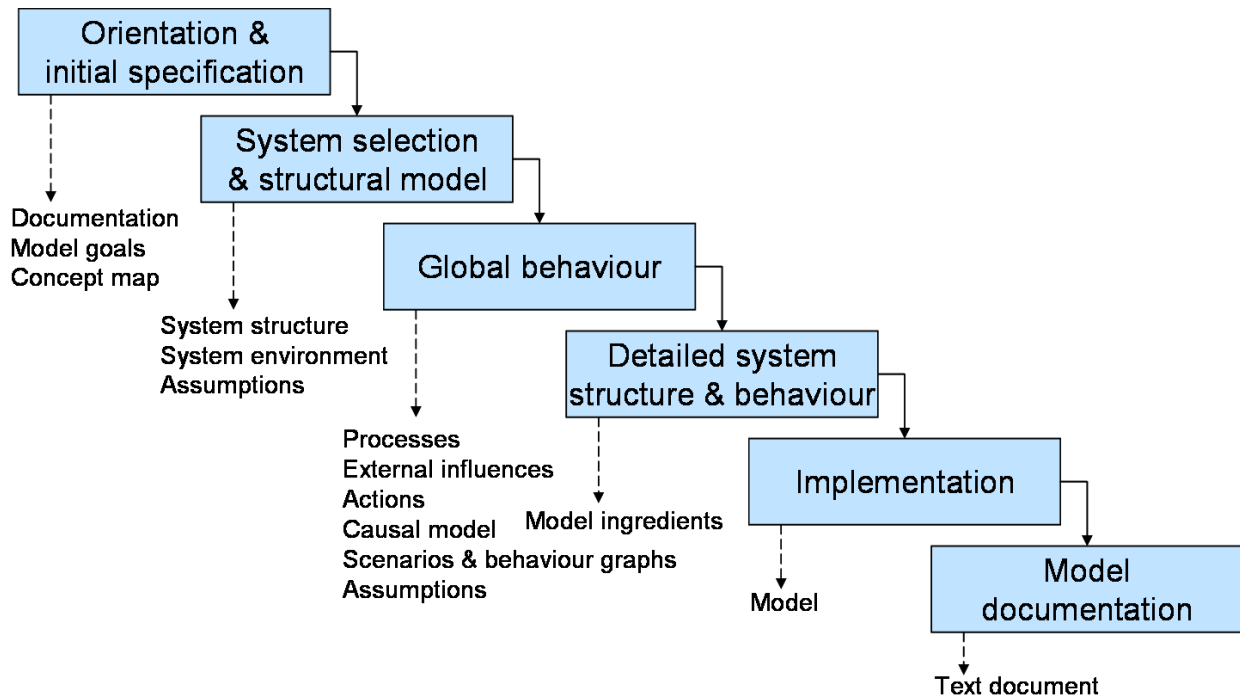 Orientation &
initial specification
System selection
& structural model
Documentation
Model goals
Concept map
Global behaviour
System structure
System environment
Assumptions
Detailed system
structure & behaviour
Processes
External influences
Actions
Causal model
Scenarios & behaviour graphs
Assumptions
Model ingredients
Implementation
Model
Model
documentation
Text document